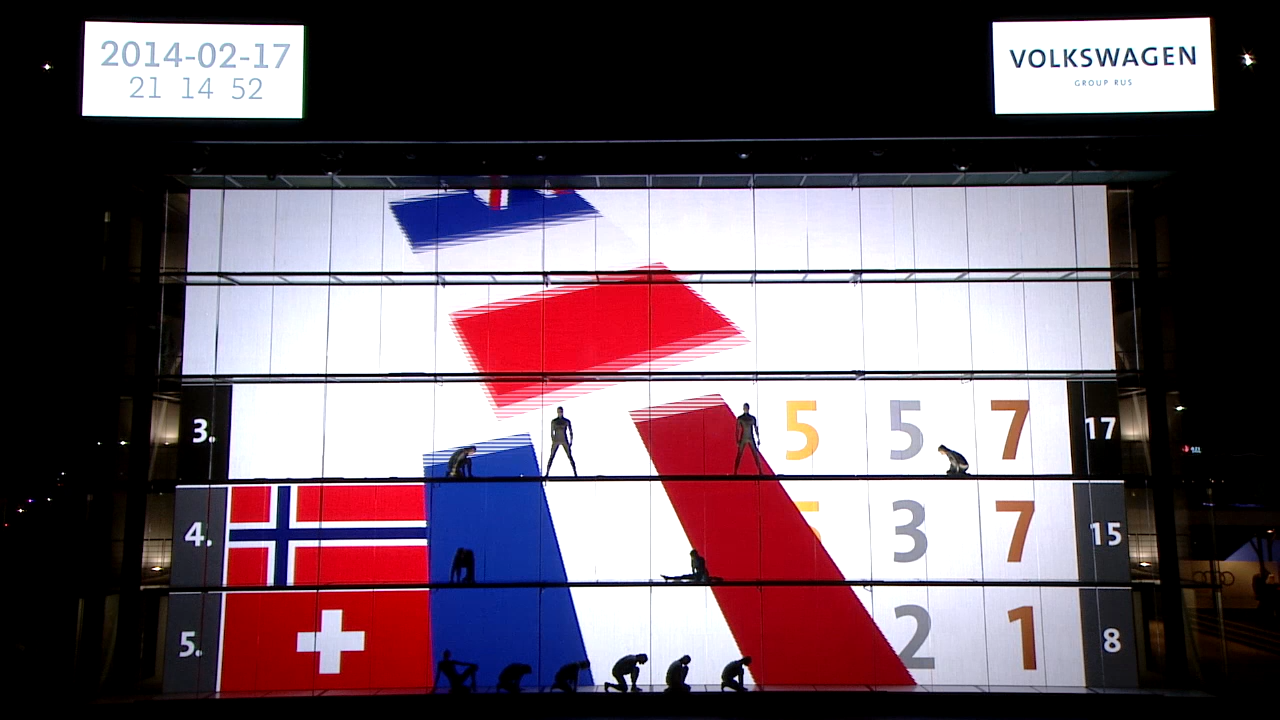 2014-02-17
21 14 52
VOLKSWAGEN
GROUP RUS
3. 5 5 7 17
4. 3 7 15
5. 2 1 8